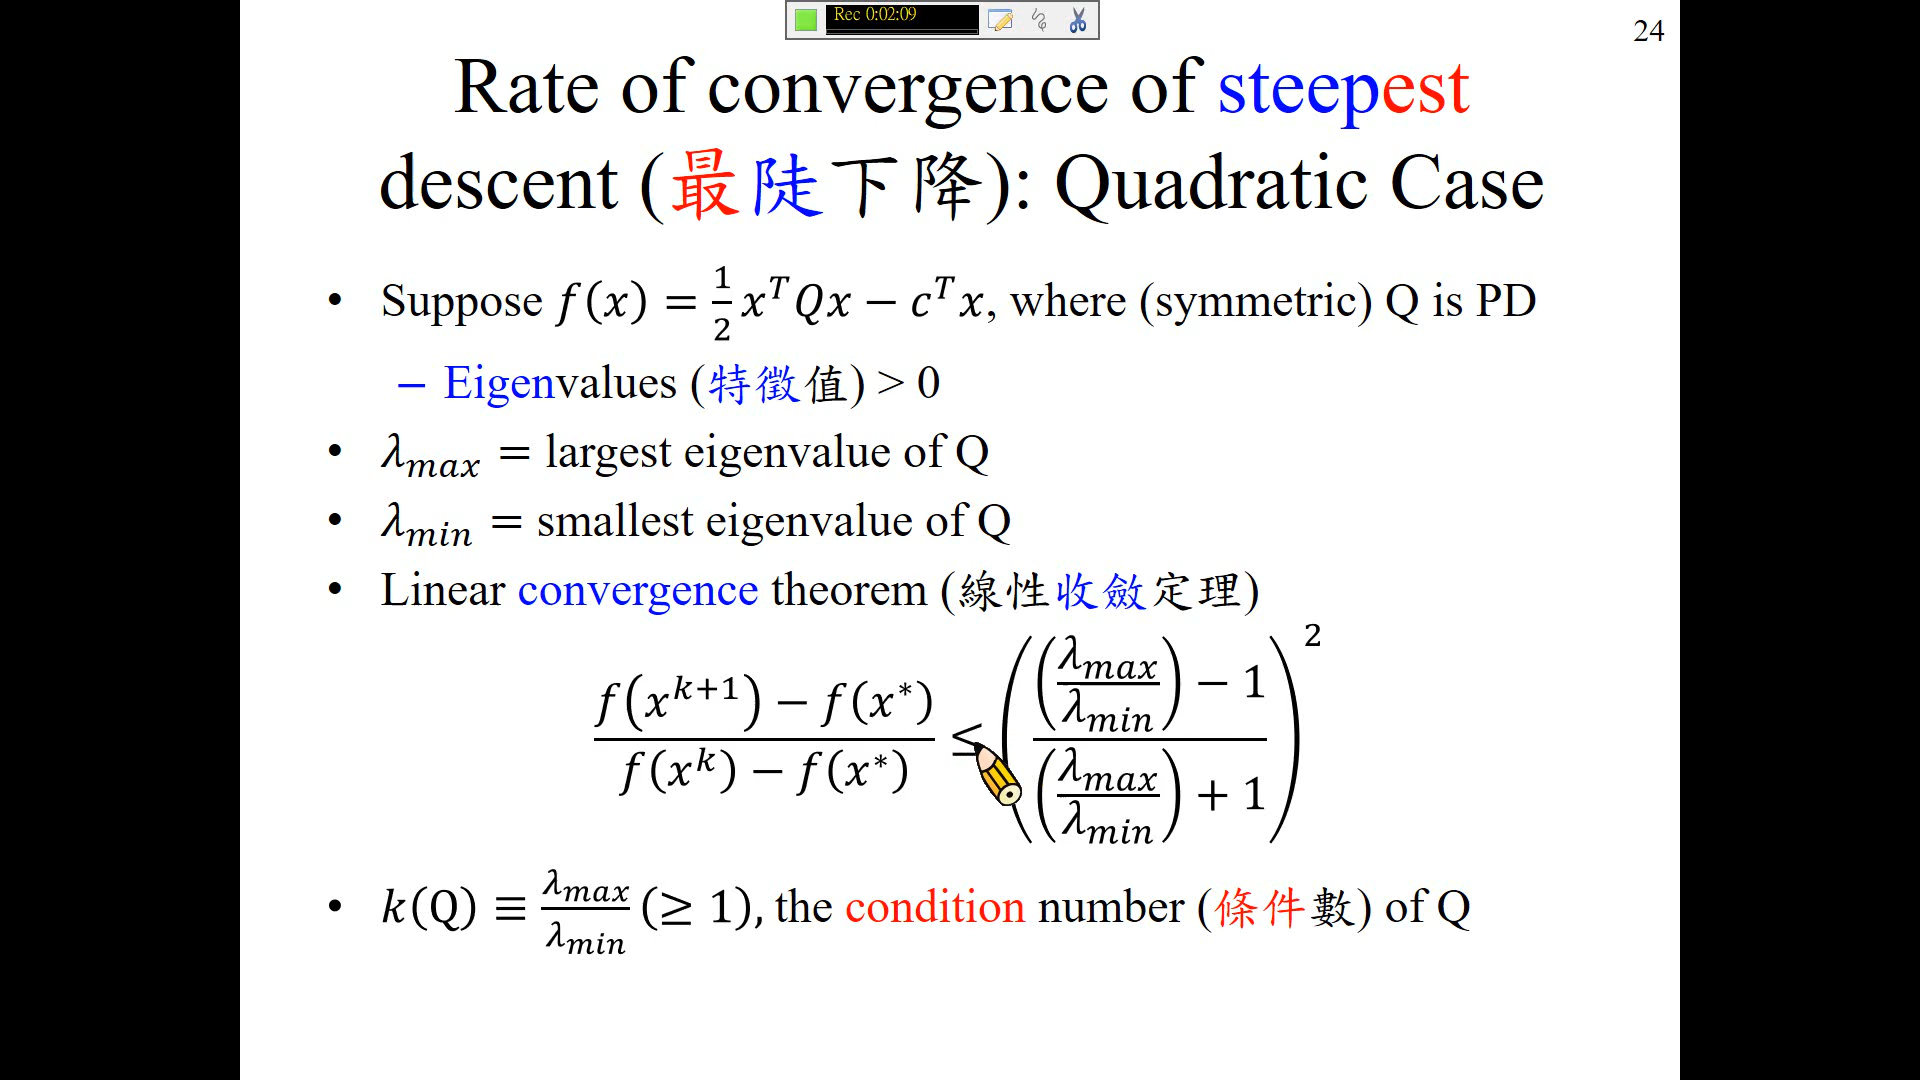 Rec 0:02:09
24
Rate of convergence of steepest
descent (最陡下降): Quadratic Case
• Suppose f(x) = 1/2 x^T Qx − c^T x, where (symmetric) Q is PD
– Eigenvalues (特徵值) > 0
• λ_max = largest eigenvalue of Q
• λ_min = smallest eigenvalue of Q
• Linear convergence theorem (線性收斂定理)
(f(x^{k+1}) − f(x^*)) / (f(x^k) − f(x^*)) ≤ (((λ_max/λ_min) − 1) / ((λ_max/λ_min) + 1))^2
• k(Q) ≡ λ_max/λ_min (≥ 1), the condition number (條件數) of Q